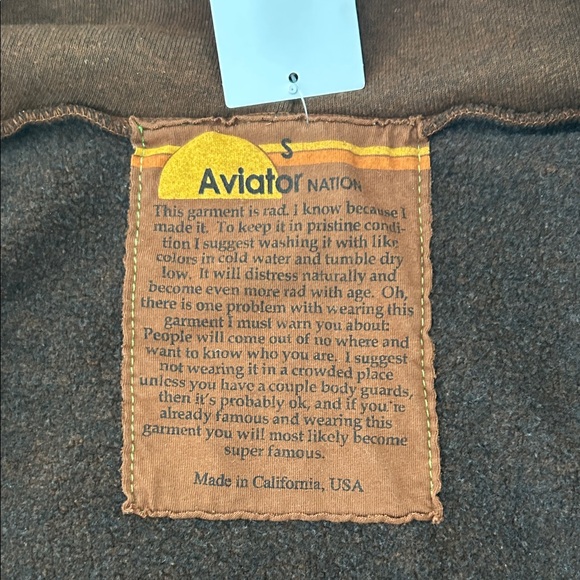 S
Aviator NATION
This garment is rad. i know because I
made it. To keep it in pristine condi-
tion I suggest washing it with like
colors in cold water and tumble dry
low. It will distress naturally and
become even more rad with age. Oh,
there is one problem with wearing this
garment I must warn you about:
People will come out of no where and
want to know who you are. I suggest
not wearing it in a crowded place
unless you have a couple body guards,
then it's probably ok, and if you're
already famous and wearing this
garment you will most likely become
super famous.
Made in California, USA